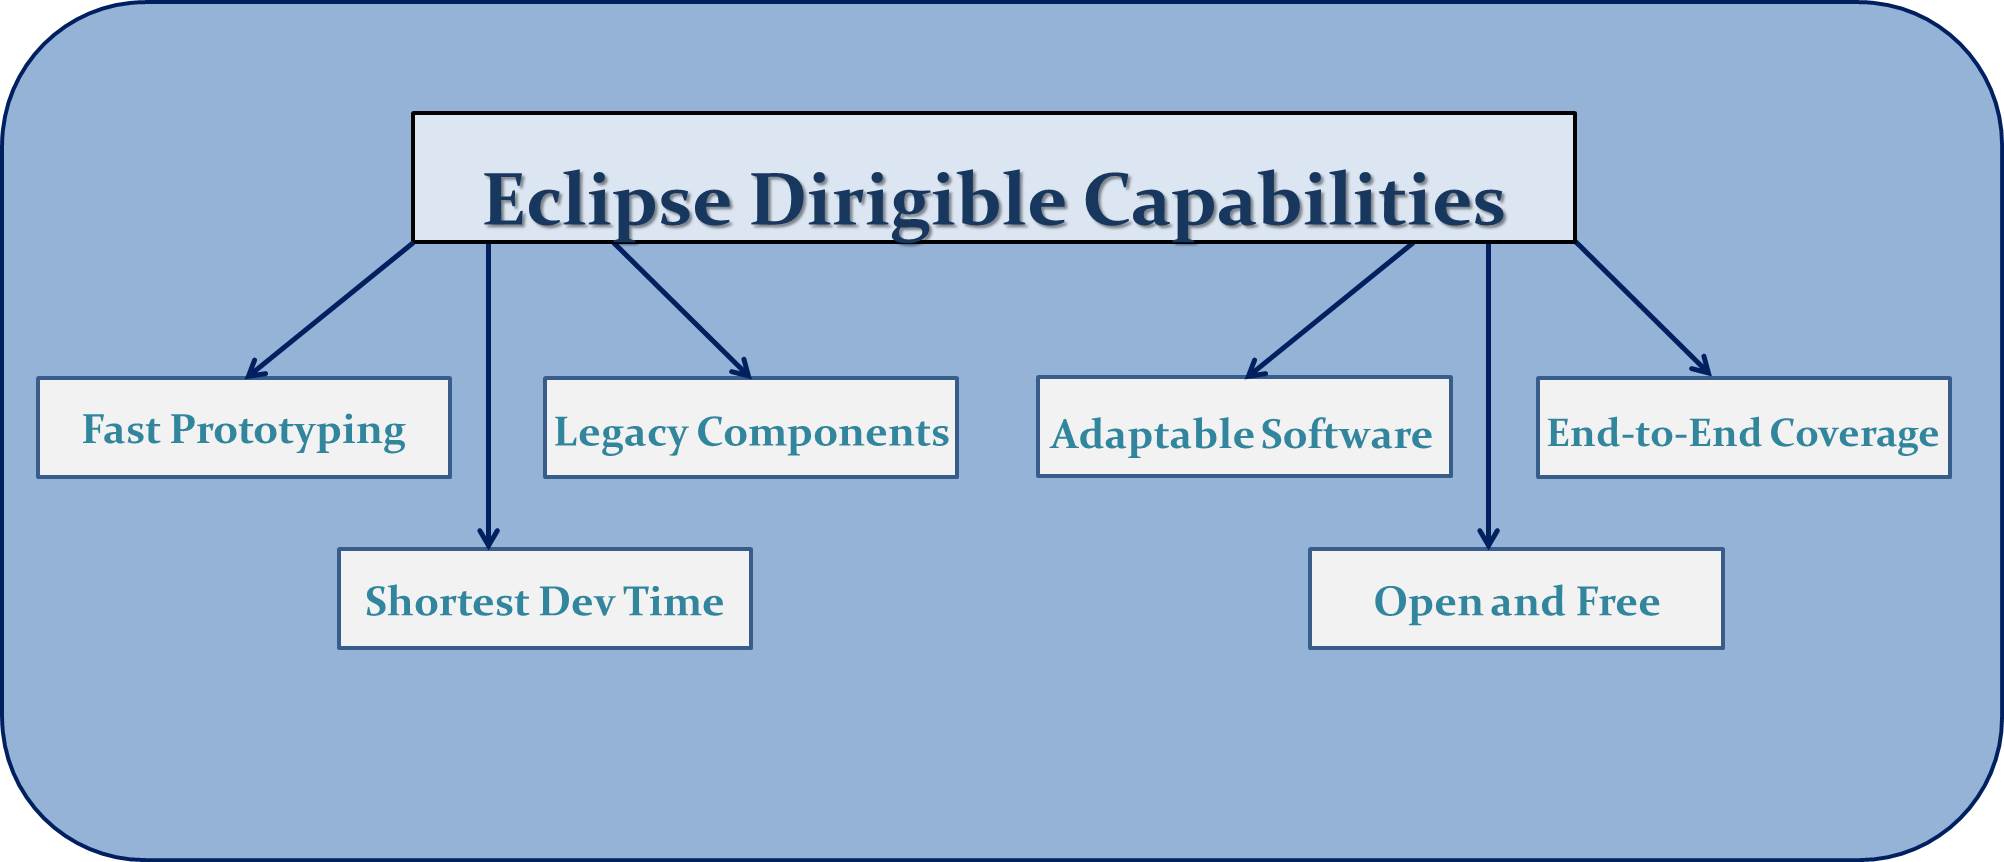 Eclipse Dirigible Capabilities
Fast Prototyping
Legacy Components
Adaptable Software
End-to-End Coverage
Shortest Dev Time
Open and Free